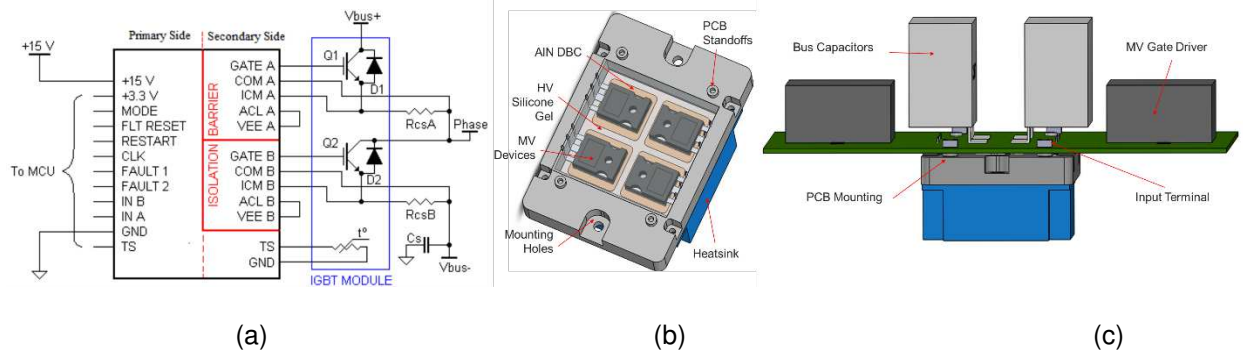 Primary Side
Secondary Side
+15 V
+15 V
+3.3 V
MODE
FLT RESET
RESTART
CLK
FAULT 1
FAULT 2
IN B
IN A
GND
TS
To MCU
BARRIER
ISOLATION
GATE A
COM A
ICM A
ACL A
VEE A
GATE B
COM B
ICM B
ACL B
VEE B
TS
GND
Vbus+
Q1
D1
RcsA
Phase
Q2
D2
RcsB
t°
Cs
Vbus-
IGBT MODULE
(a)
(b)
AlN DBC
PCB
Standoffs
HV
Silicone
Gel
MV
Devices
Mounting
Holes
Heatsink
(b)
Bus Capacitors
MV Gate Driver
PCB Mounting
Input Terminal
(c)
(c)